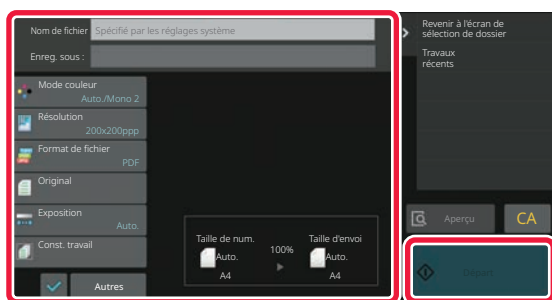 Nom de fichier
Spécifié par les réglages système
Enreg. sous :
Mode couleur
Auto./Mono 2
Résolution
200x200ppp
Format de fichier
PDF
Original
Exposition
Auto.
Const. travail
Autres
Taille de num.
Auto.
A4
100%
Taille d'envoi
Auto.
A4
Revenir à l'écran de
sélection de dossier
Travaux
récents
Aperçu
CA
Départ